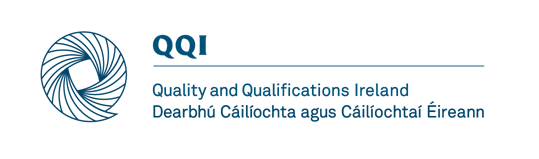 QQI
Quality and Qualifications Ireland
Dearbhú Cáilíochta agus Cáilíochtaí Éireann